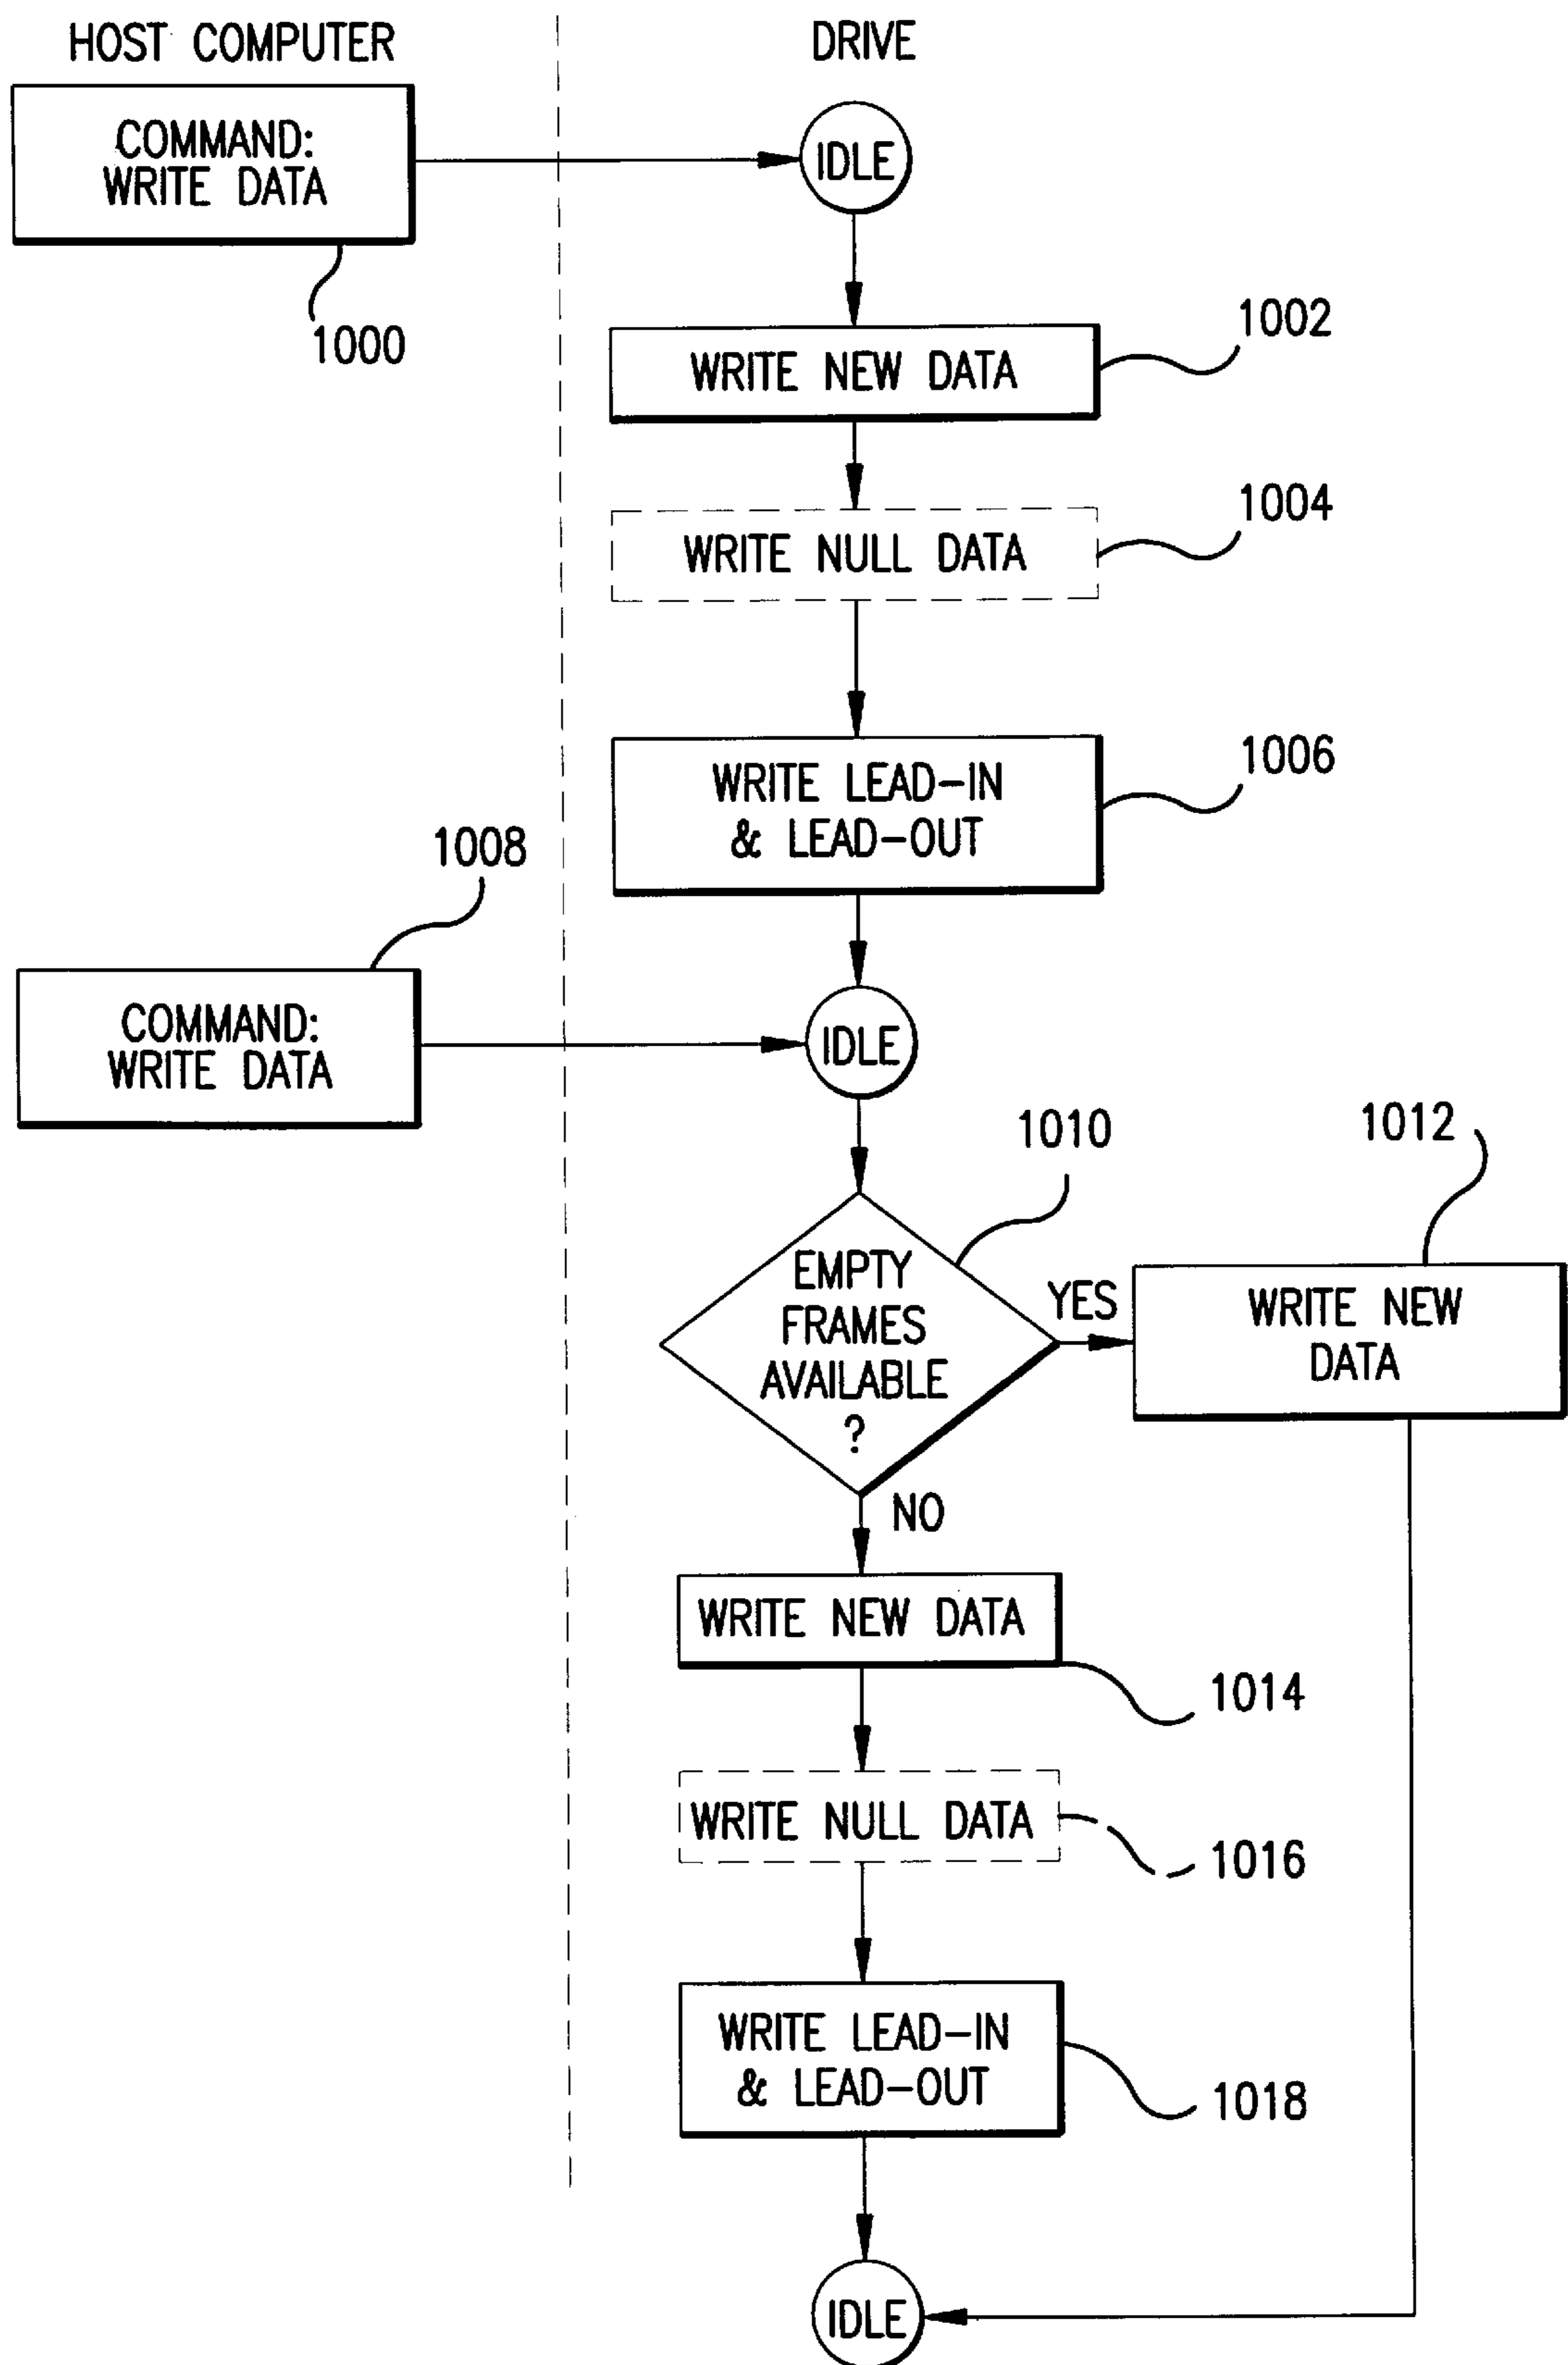 HOST COMPUTER
DRIVE
COMMAND:
WRITE DATA
IDLE
1000
WRITE NEW DATA
1002
WRITE NULL DATA
1004
WRITE LEAD-IN
& LEAD-OUT
1006
1008
COMMAND:
WRITE DATA
IDLE
1010
1012
EMPTY
FRAMES
AVAILABLE
?
YES
WRITE NEW
DATA
NO
WRITE NEW DATA
1014
WRITE NULL DATA
1016
WRITE LEAD-IN
& LEAD-OUT
1018
IDLE